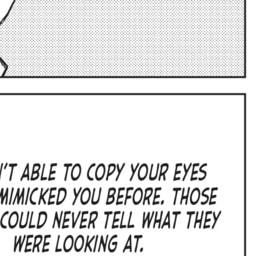 'T ABLE TO COPY YOUR EYES
MIMICKED YOU BEFORE. THOSE
COULD NEVER TELL WHAT THEY
WERE LOOKING AT.